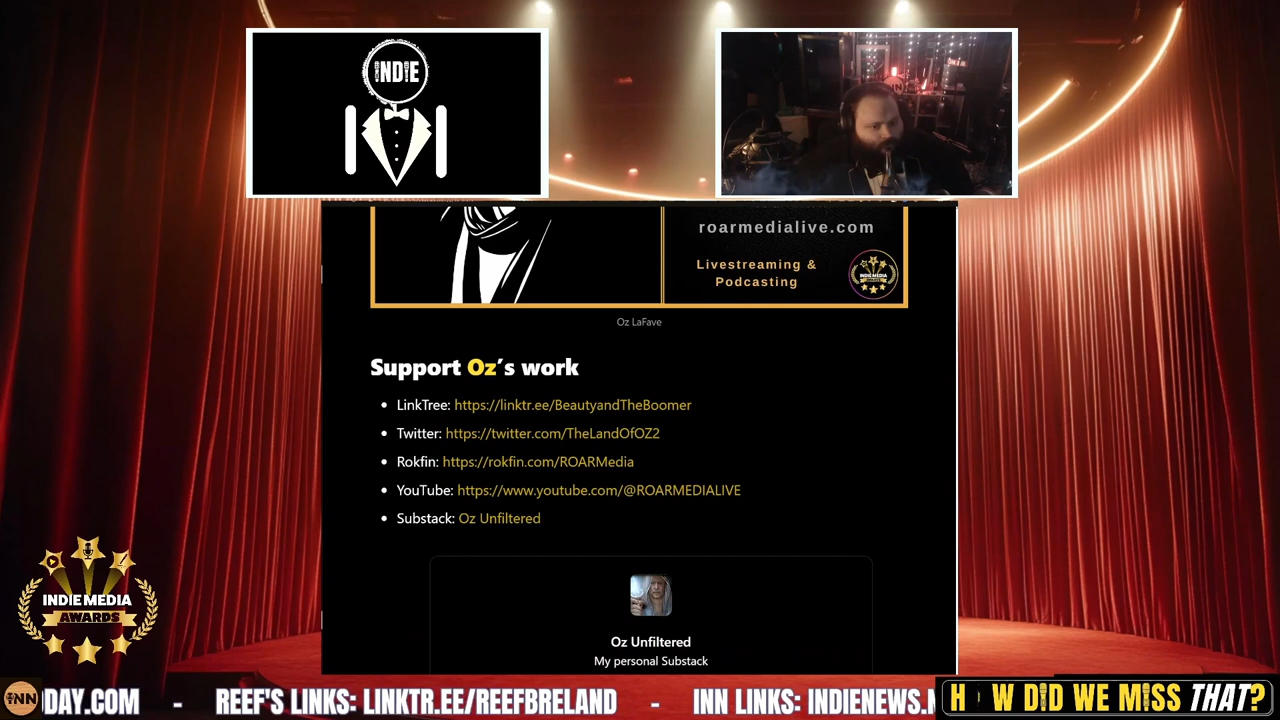 INDIE
roarmedialive.com
Livestreaming &
Podcasting
INDIE MEDIA
AWARDS
Oz LaFave
Support Oz's work
LinkTree: https://linktr.ee/BeautyandTheBoomer
Twitter: https://twitter.com/TheLandOfOZ2
Rokfin: https://rokfin.com/ROARMedia
YouTube: https://www.youtube.com/@ROARMEDIALIVE
Substack: Oz Unfiltered
Oz Unfiltered
My personal Substack
INDIE MEDIA
AWARDS
INN
DAY.COM - REEF'S LINKS: LINKTR.EE/REEFBRELAND - INN LINKS: INDIENEWS.N
H W DID WE MISS THAT?